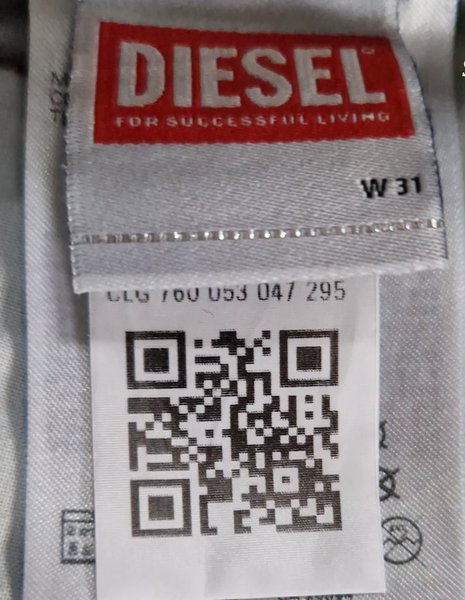 DIESEL
FOR SUCCESSFUL LIVING
W 31
CLG 760 053 047 295